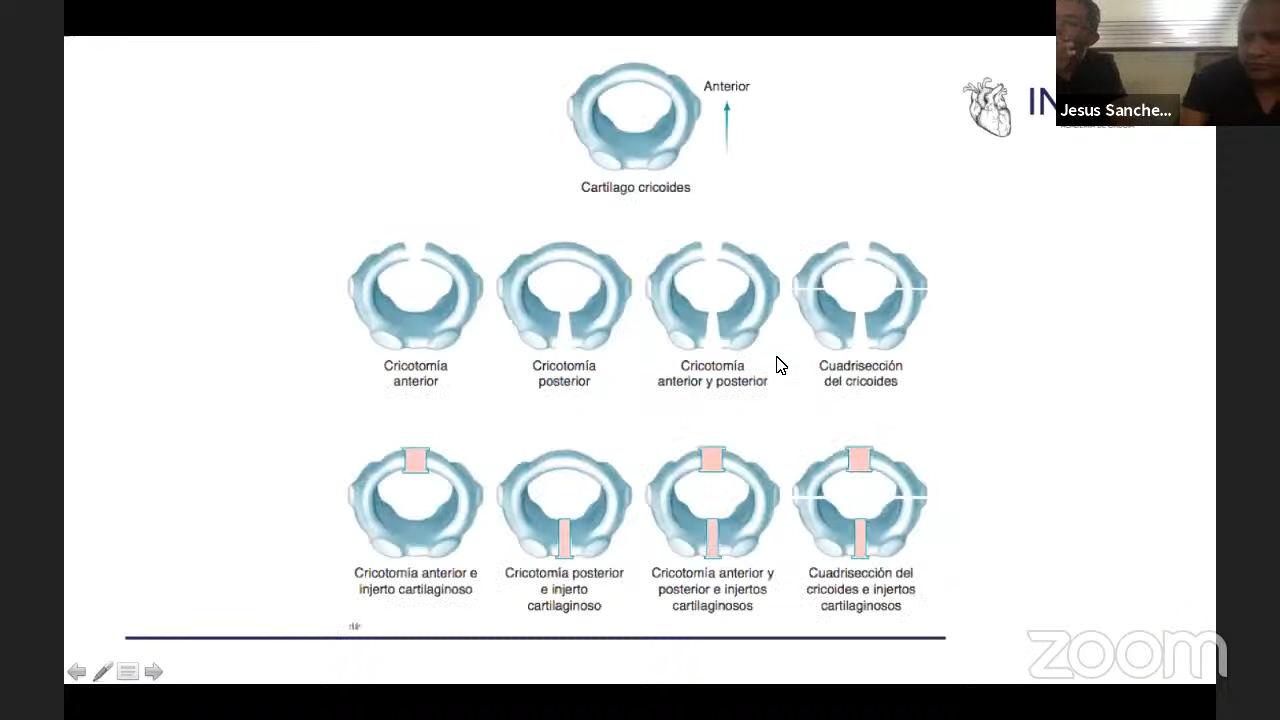 Anterior
IN
Jesus Sanche...
Cartílago cricoides
Cricotomía
anterior
Cricotomía
posterior
Cricotomía
anterior y posterior
Cuadrisección
del cricoides
Cricotomía anterior e
injerto cartilaginoso
Cricotomía posterior
e injerto
cartilaginoso
Cricotomía anterior y
posterior e injertos
cartilaginosos
Cuadrisección del
cricoides e injertos
cartilaginosos
zoom